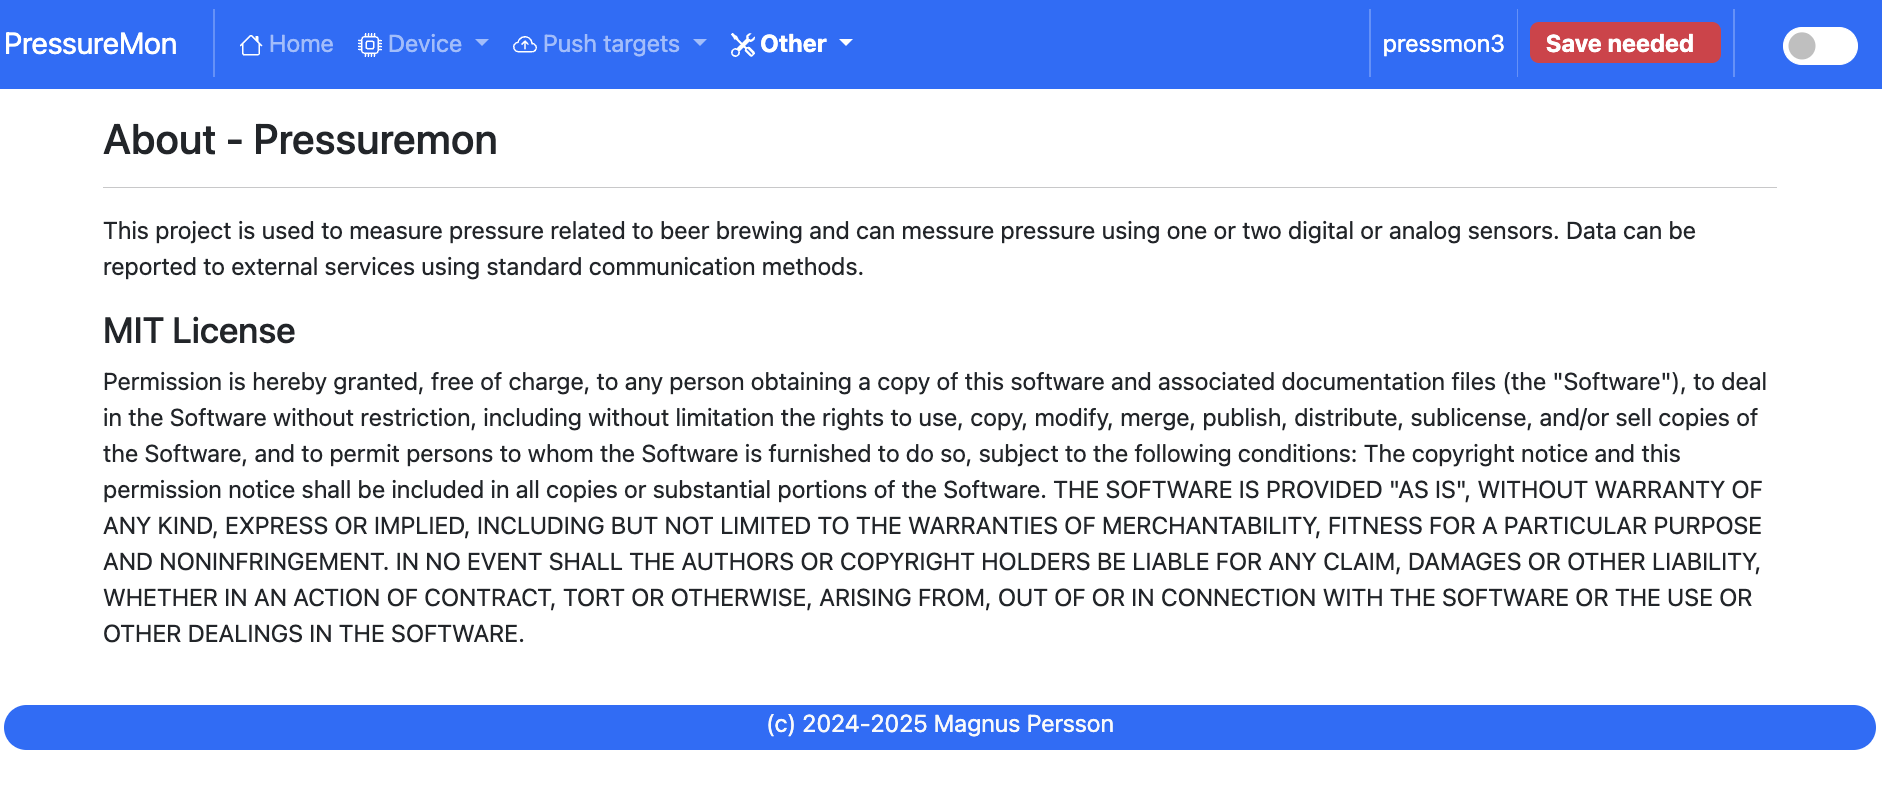 PressureMon Home Device Push targets Other pressmon3 Save needed
About - Pressuremon
This project is used to measure pressure related to beer brewing and can messure pressure using one or two digital or analog sensors. Data can be
reported to external services using standard communication methods.
MIT License
Permission is hereby granted, free of charge, to any person obtaining a copy of this software and associated documentation files (the "Software"), to deal
in the Software without restriction, including without limitation the rights to use, copy, modify, merge, publish, distribute, sublicense, and/or sell copies of
the Software, and to permit persons to whom the Software is furnished to do so, subject to the following conditions: The copyright notice and this
permission notice shall be included in all copies or substantial portions of the Software. THE SOFTWARE IS PROVIDED "AS IS", WITHOUT WARRANTY OF
ANY KIND, EXPRESS OR IMPLIED, INCLUDING BUT NOT LIMITED TO THE WARRANTIES OF MERCHANTABILITY, FITNESS FOR A PARTICULAR PURPOSE
AND NONINFRINGEMENT. IN NO EVENT SHALL THE AUTHORS OR COPYRIGHT HOLDERS BE LIABLE FOR ANY CLAIM, DAMAGES OR OTHER LIABILITY,
WHETHER IN AN ACTION OF CONTRACT, TORT OR OTHERWISE, ARISING FROM, OUT OF OR IN CONNECTION WITH THE SOFTWARE OR THE USE OR
OTHER DEALINGS IN THE SOFTWARE.
(c) 2024-2025 Magnus Persson